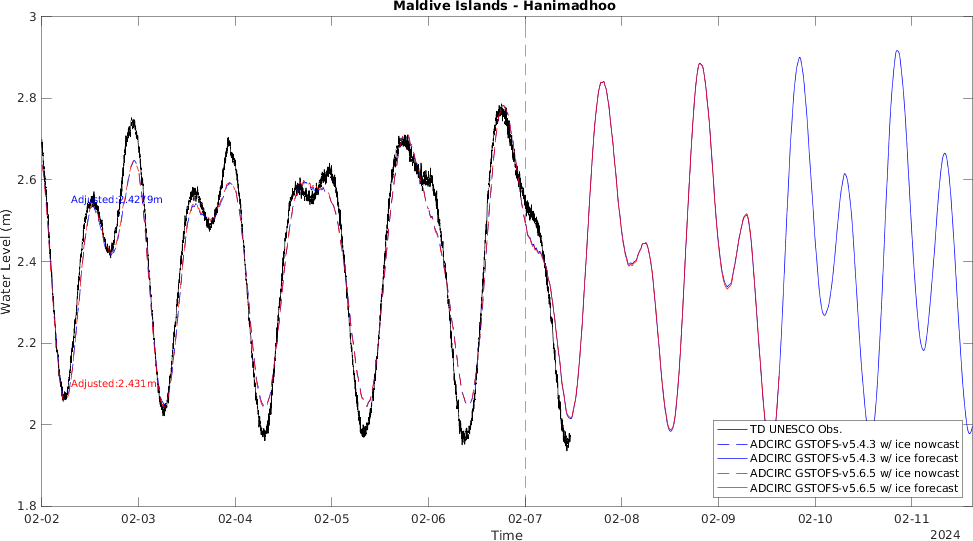 Maldive Islands - Hanimadhoo
3
2.8
2.6
2.4
2.2
2
1.8
Water Level (m)
Adjusted:2.4279m
Adjusted:2.431m
TD UNESCO Obs.
ADCIRC GSTOFS-v5.4.3 w/ ice nowcast
ADCIRC GSTOFS-v5.4.3 w/ ice forecast
ADCIRC GSTOFS-v5.6.5 w/ ice nowcast
ADCIRC GSTOFS-v5.6.5 w/ ice forecast
02-02 02-03 02-04 02-05 02-06 02-07 02-08 02-09 02-10 02-11
Time
2024